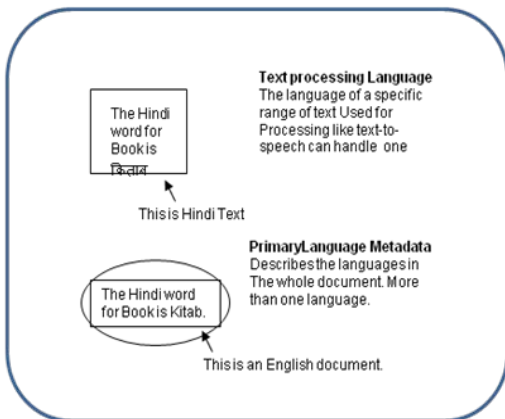 Text processing Language
The language of a specific
range of text Used for
Processing like text-to-
speech can handle one
The Hindi
word for
Book is
किताब
This is Hindi Text
PrimaryLanguage Metadata
Describes the languages in
The whole document. More
than one language.
The Hindi word
for Book is Kitab.
This is an English document.